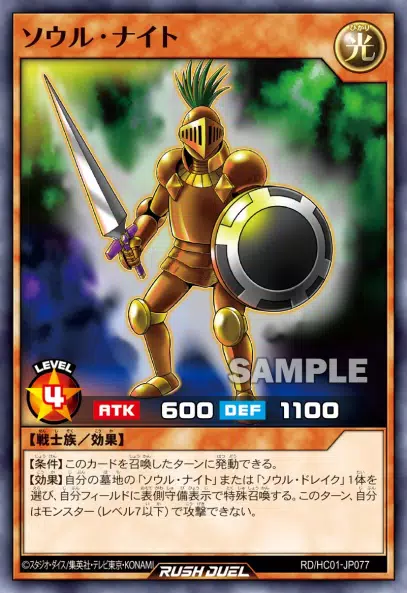 ソウル・ナイト
光
SAMPLE
LEVEL
4
ATK 600 DEF 1100
【戦士族/効果】
【条件】このカードを召喚したターンに発動できる。
【効果】自分の墓地の「ソウル・ナイト」または「ソウル・ドレイク」1体を
選び、自分フィールドに表側守備表示で特殊召喚する。このターン、自分
はモンスター(レベル7以下)で攻撃できない。
©スタジオ・ダイス/集英社・テレビ東京・KONAMI
RUSH DUEL
RD/HC01-JP077